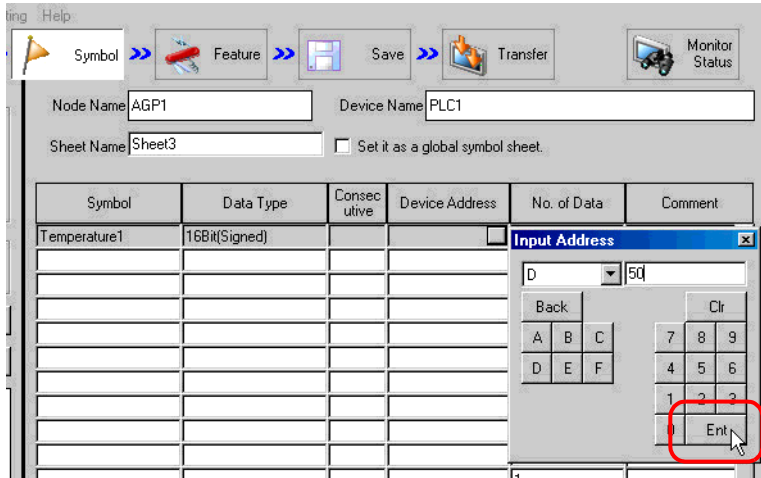 ting Help
Symbol Feature Save Transfer Monitor Status
Node Name AGP1 Device Name PLC1
Sheet Name Sheet3 Set it as a global symbol sheet.
Symbol Data Type Consec utive Device Address No. of Data Comment
Temperature1 16Bit(Signed)
Input Address
D 50
Back Clr
A B C 7 8 9
D E F 4 5 6
1 2 3
0 Ent
1